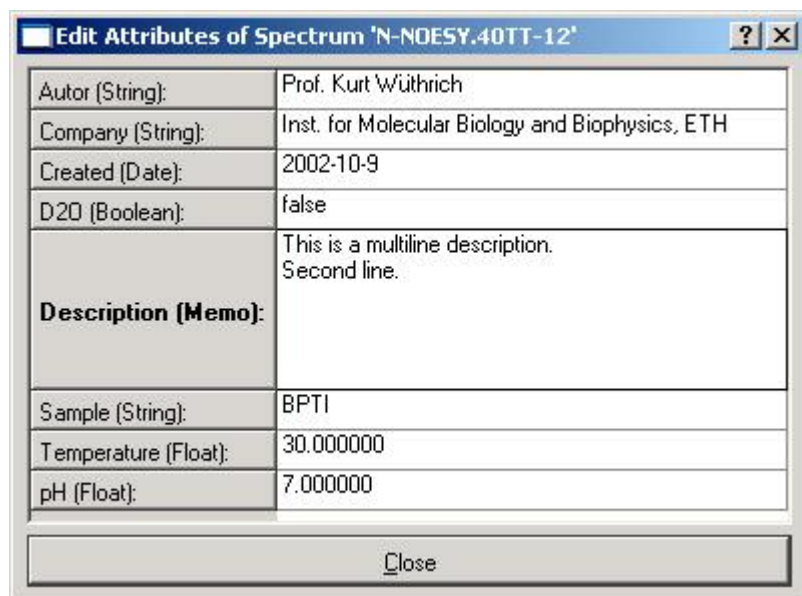 Edit Attributes of Spectrum 'N-NOESY.40TT-12'
Autor (String): Prof. Kurt Wüthrich
Company (String): Inst. for Molecular Biology and Biophysics, ETH
Created (Date): 2002-10-9
D2O (Boolean): false
Description (Memo): This is a multiline description.
Second line.
Sample (String): BPTI
Temperature (Float): 30.000000
pH (Float): 7.000000
Close